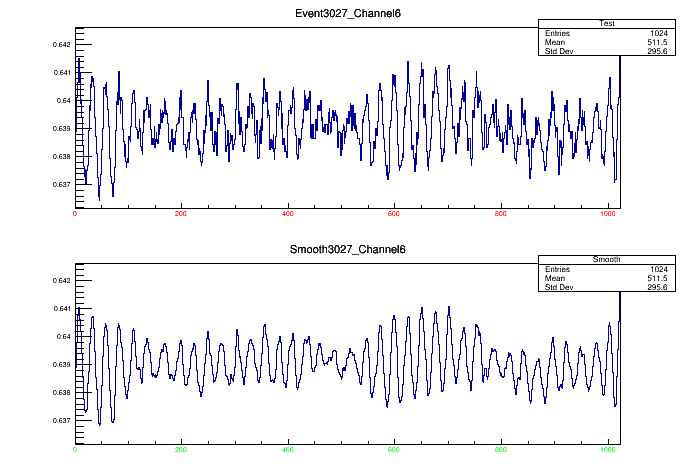 Event3027_Channel6
Test
Entries 1024
Mean 511.5
Std Dev 295.6
0.642
0.641
0.64
0.639
0.638
0.637
0 200 400 600 800 1000
Smooth3027_Channel6
Smooth
Entries 1024
Mean 511.5
Std Dev 295.6
0.642
0.641
0.64
0.639
0.638
0.637
0 200 400 600 800 1000